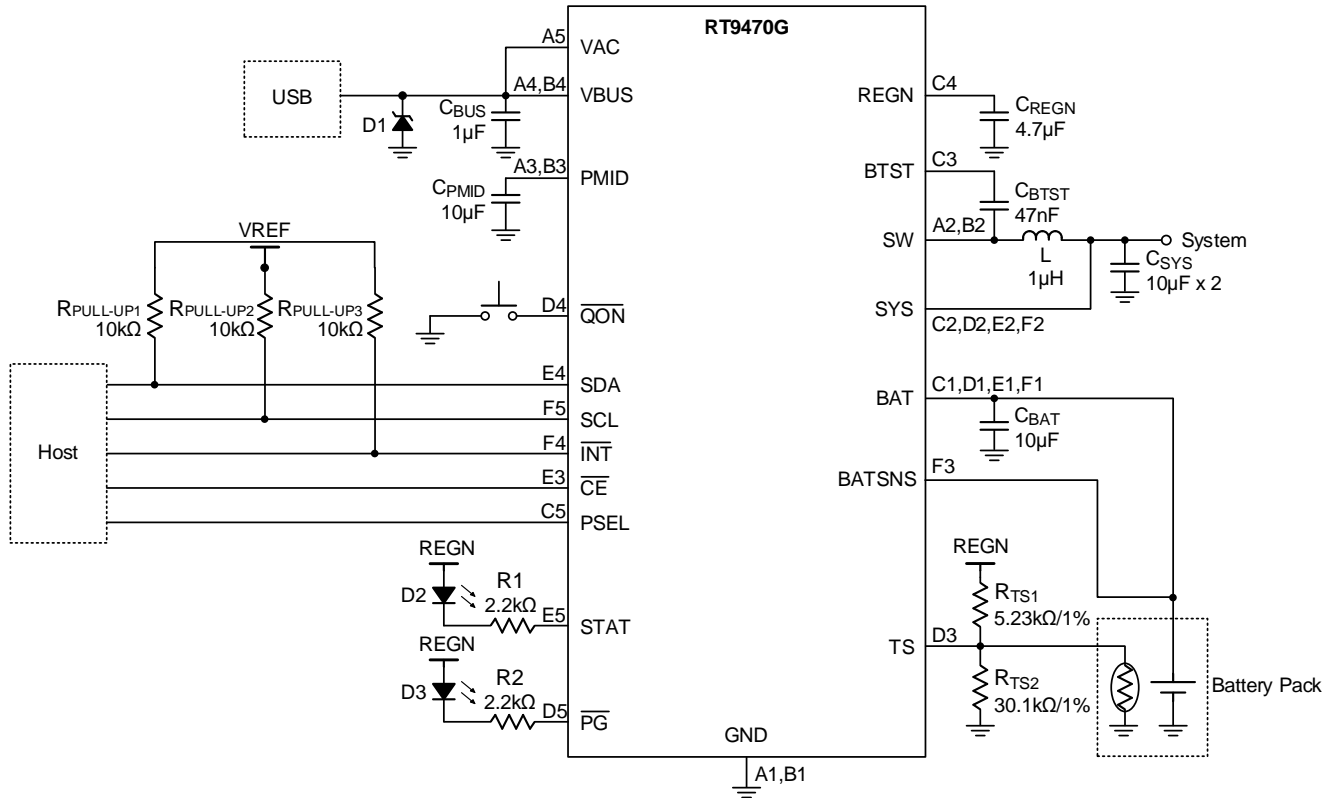 RT9470G
A5
VAC
USB
A4,B4
VBUS
D1
CBUS
1µF
A3,B3
PMID
CPMID
10µF
VREF
RPULL-UP1
10kΩ
RPULL-UP2
10kΩ
RPULL-UP3
10kΩ
D4
QON
Host
E4
SDA
F5
SCL
F4
INT
E3
CE
C5
PSEL
REGN
D2
R1
2.2kΩ
E5
STAT
REGN
D3
R2
2.2kΩ
D5
PG
GND
A1,B1
REGN
C4
CREGN
4.7µF
BTST
C3
CBTST
47nF
SW
A2,B2
L
1µH
System
CSYS
10µF x 2
SYS
C2,D2,E2,F2
BAT
C1,D1,E1,F1
CBAT
10µF
BATSNS
F3
REGN
RTS1
5.23kΩ/1%
TS
D3
RTS2
30.1kΩ/1%
Battery Pack